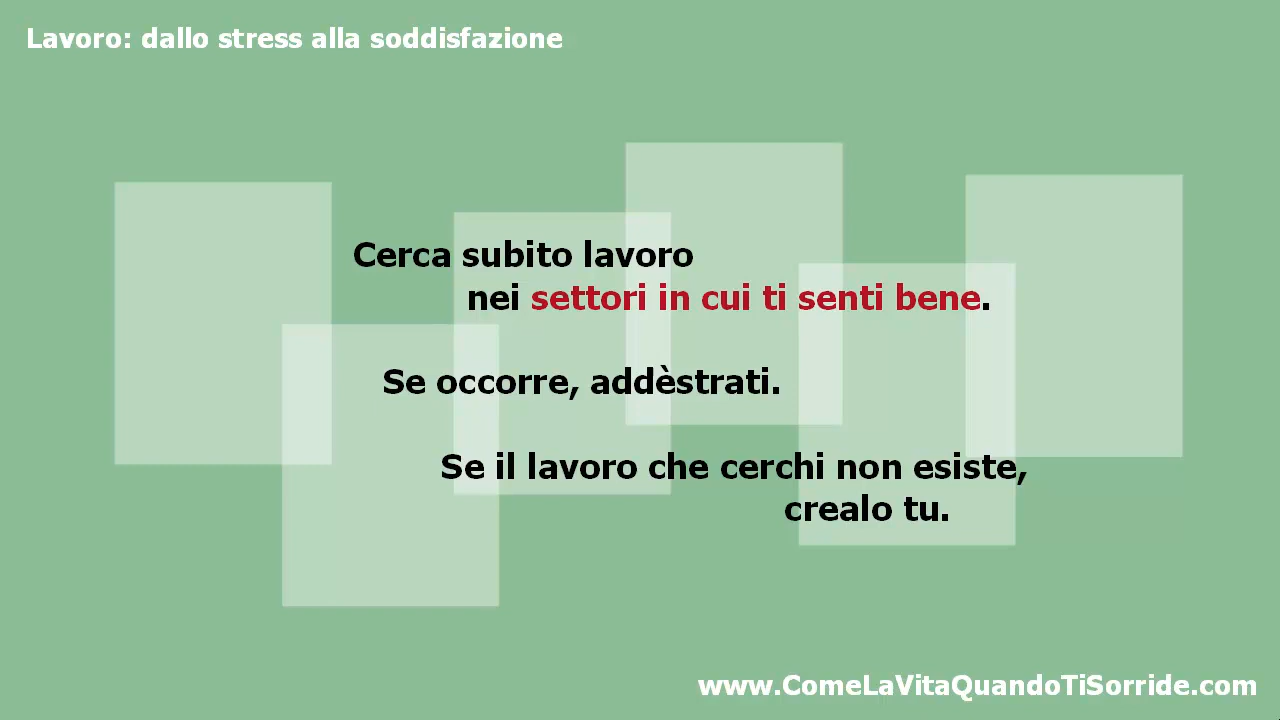 Lavoro: dallo stress alla soddisfazione
Cerca subito lavoro
nei settori in cui ti senti bene.
Se occorre, addèstrati.
Se il lavoro che cerchi non esiste,
crealo tu.
www.ComeLaVitaQuandoTiSorride.com